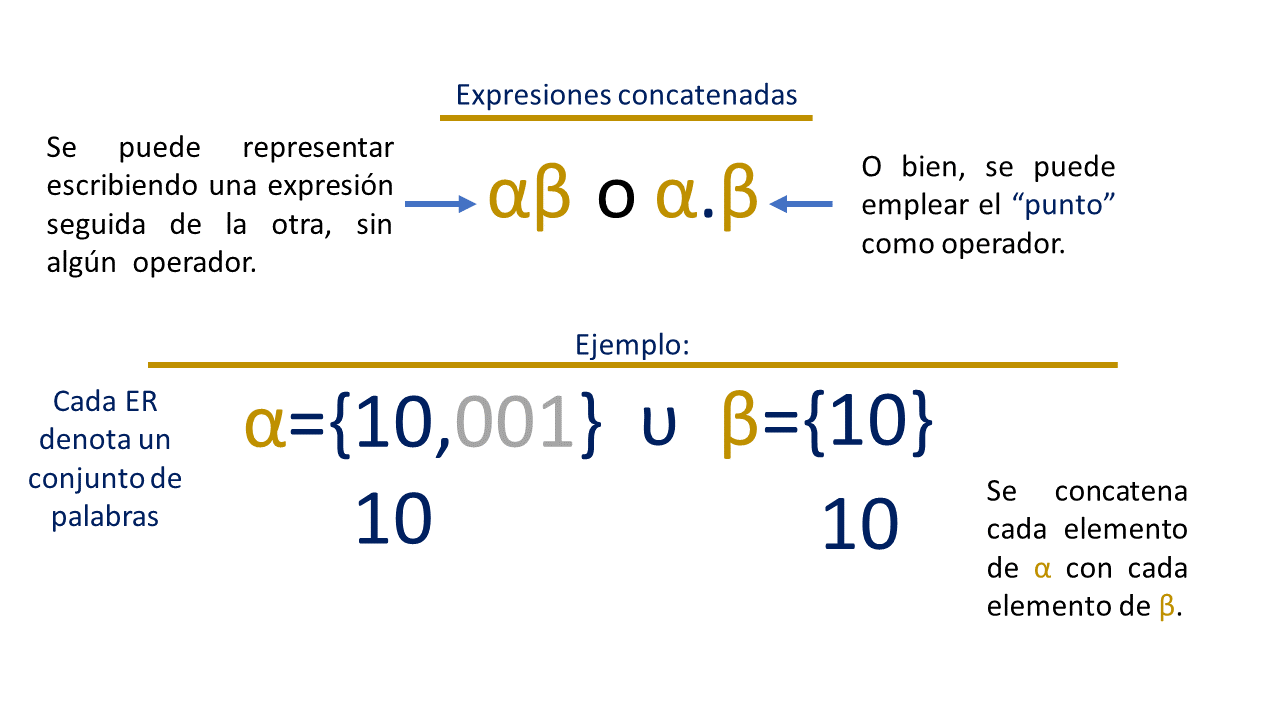 Expresiones concatenadas
Se puede representar
escribiendo una expresión
seguida de la otra, sin
algún operador.
αβ o α.β
O bien, se puede
emplear el “punto”
como operador.
Ejemplo:
Cada ER
denota un
conjunto de
palabras
α={10,001} υ β={10}
10 10
Se concatena
cada elemento
de α con cada
elemento de β.